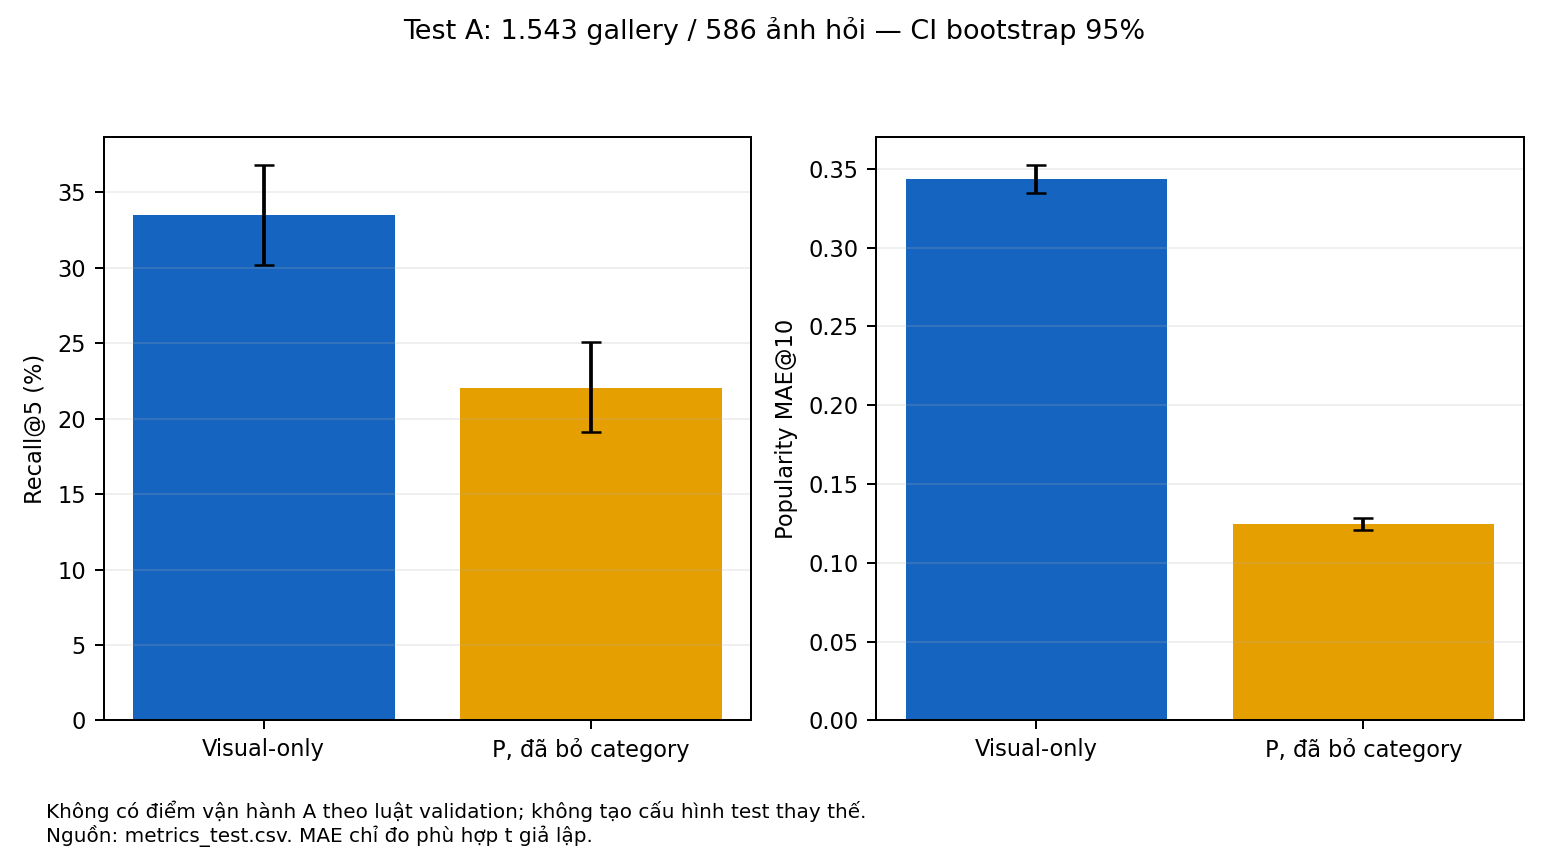 Test A: 1.543 gallery / 586 ảnh hỏi — CI bootstrap 95%
Recall@5 (%)
35
30
25
20
15
10
5
0
Visual-only
P, đã bỏ category
Popularity MAE@10
0.35
0.30
0.25
0.20
0.15
0.10
0.05
0.00
Visual-only
P, đã bỏ category
Không có điểm vận hành A theo luật validation; không tạo cấu hình test thay thế.
Nguồn: metrics_test.csv. MAE chỉ đo phù hợp t giả lập.